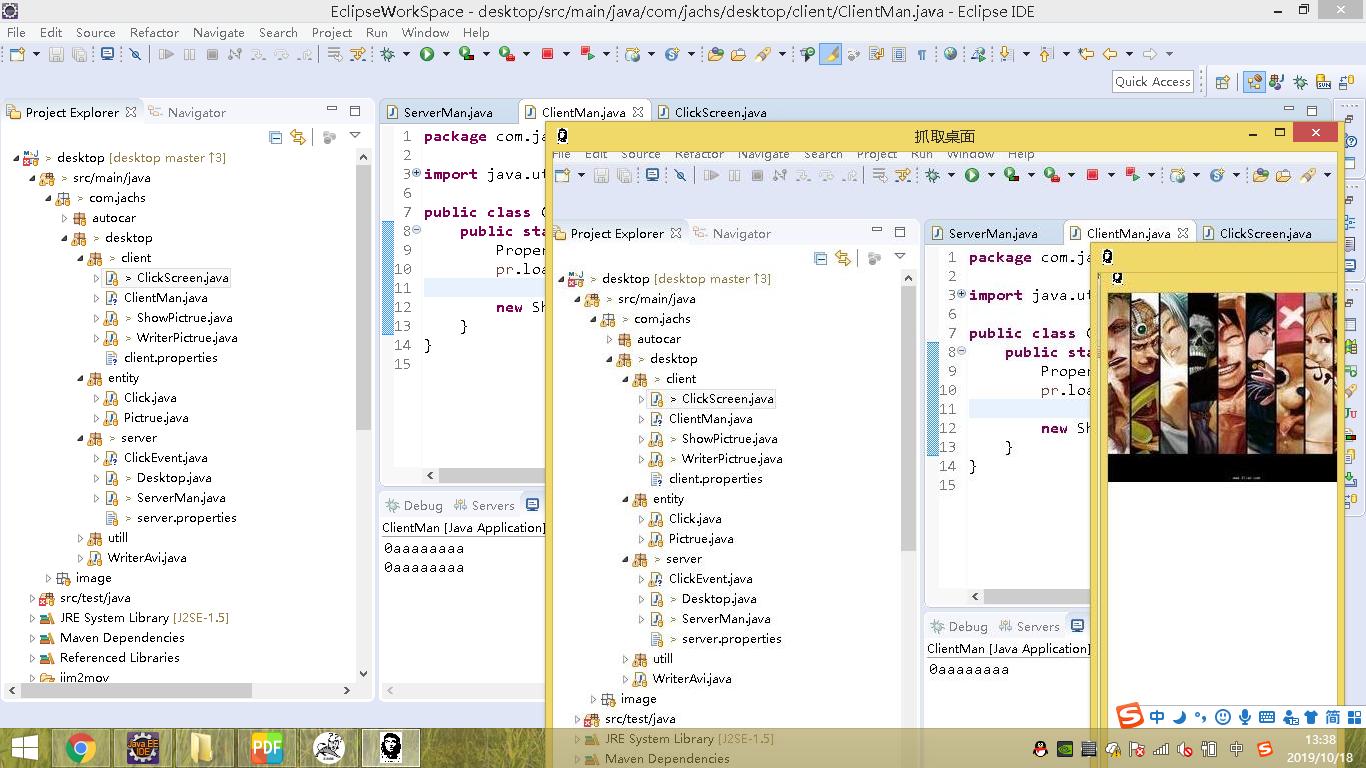 EclipseWorkSpace - desktop/src/main/java/com/jachs/desktop/client/ClientMan.java - Eclipse IDE
File Edit Source Refactor Navigate Search Project Run Window Help
Quick Access
Project Explorer Navigator
> desktop [desktop master ↑3]
> src/main/java
> com.jachs
autocar
> desktop
> client
> ClickScreen.java
ClientMan.java
> ShowPictrue.java
> WriterPictrue.java
client.properties
entity
Click.java
Pictrue.java
> server
ClickEvent.java
> Desktop.java
> ServerMan.java
> server.properties
utill
WriterAvi.java
image
src/test/java
JRE System Library [J2SE-1.5]
Maven Dependencies
Referenced Libraries
jim2mov
ServerMan.java ClientMan.java ClickScreen.java
1 package com.ja
2
3 import java.ut
6
7 public class C
8 public sta
9 Proper
10 pr.loa
11
12 new Sh
13 }
14 }
15
Debug Servers
ClientMan [Java Application]
0aaaaaaaa
0aaaaaaaa
抓取桌面
File Edit Source Refactor Navigate Search Project Run Window Help
Project Explorer Navigator
> desktop [desktop master ↑3]
> src/main/java
> com.jachs
autocar
> desktop
> client
> ClickScreen.java
ClientMan.java
> ShowPictrue.java
> WriterPictrue.java
client.properties
entity
Click.java
Pictrue.java
> server
ClickEvent.java
> Desktop.java
> ServerMan.java
> server.properties
utill
WriterAvi.java
image
src/test/java
JRE System Library [J2SE-1.5]
Maven Dependencies
ServerMan.java ClientMan.java ClickScreen.java
1 package com.ja
2
3 import java.ut
6
7 public class C
8 public sta
9 Proper
10 pr.loa
11
12 new Sh
13 }
14 }
15
Debug Servers
ClientMan [Java Application]
0aaaaaaaa
中 简
Java EE IDE
PDF
中
13:38
2019/10/18